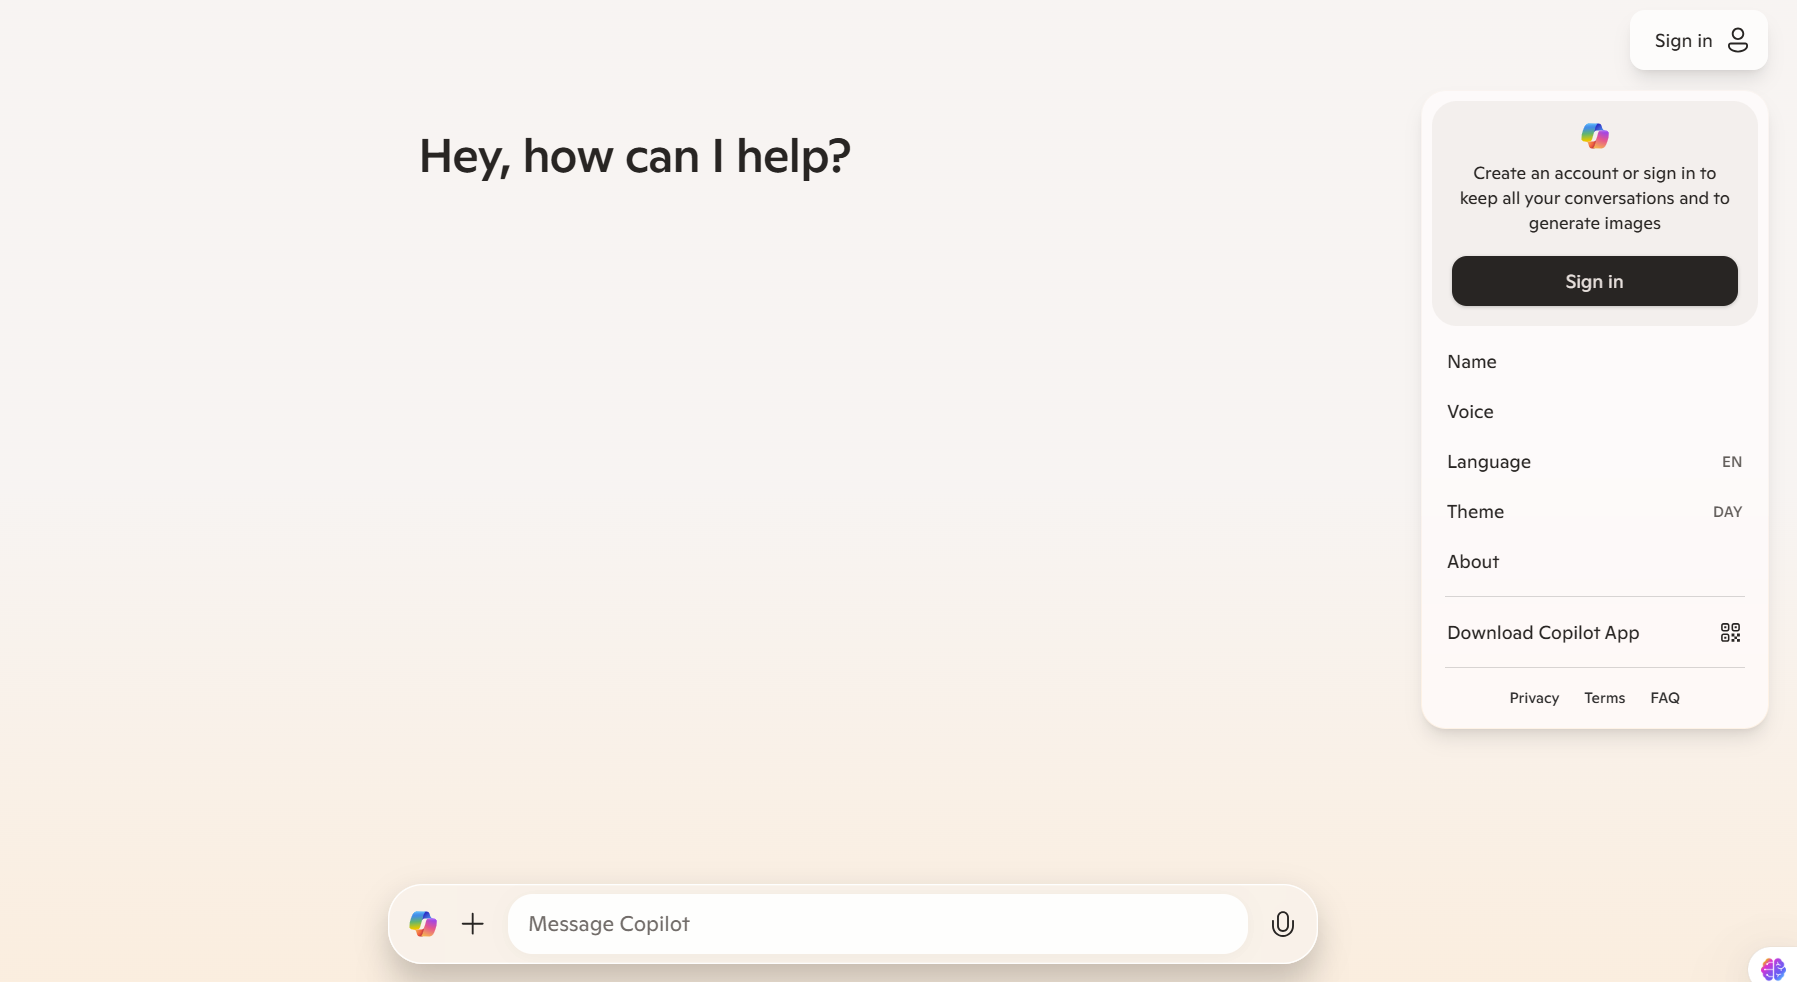 Sign in
Hey, how can I help?
Create an account or sign in to
keep all your conversations and to
generate images
Sign in
Name
Voice
Language EN
Theme DAY
About
Download Copilot App
Privacy Terms FAQ
Message Copilot